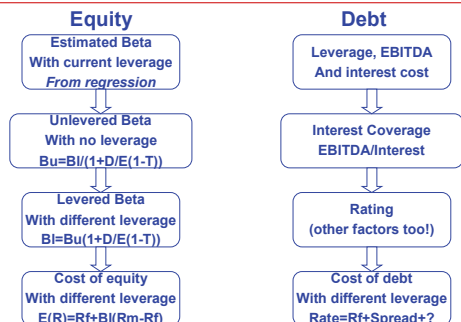 Equity
Estimated Beta
With current leverage
From regression
Unlevered Beta
With no leverage
Bu=Bl/(1+D/E(1-T))
Levered Beta
With different leverage
Bl=Bu(1+D/E(1-T))
Cost of equity
With different leverage
E(R)=Rf+Bl(Rm-Rf)
Debt
Leverage, EBITDA
And interest cost
Interest Coverage
EBITDA/Interest
Rating
(other factors too!)
Cost of debt
With different leverage
Rate=Rf+Spread+?